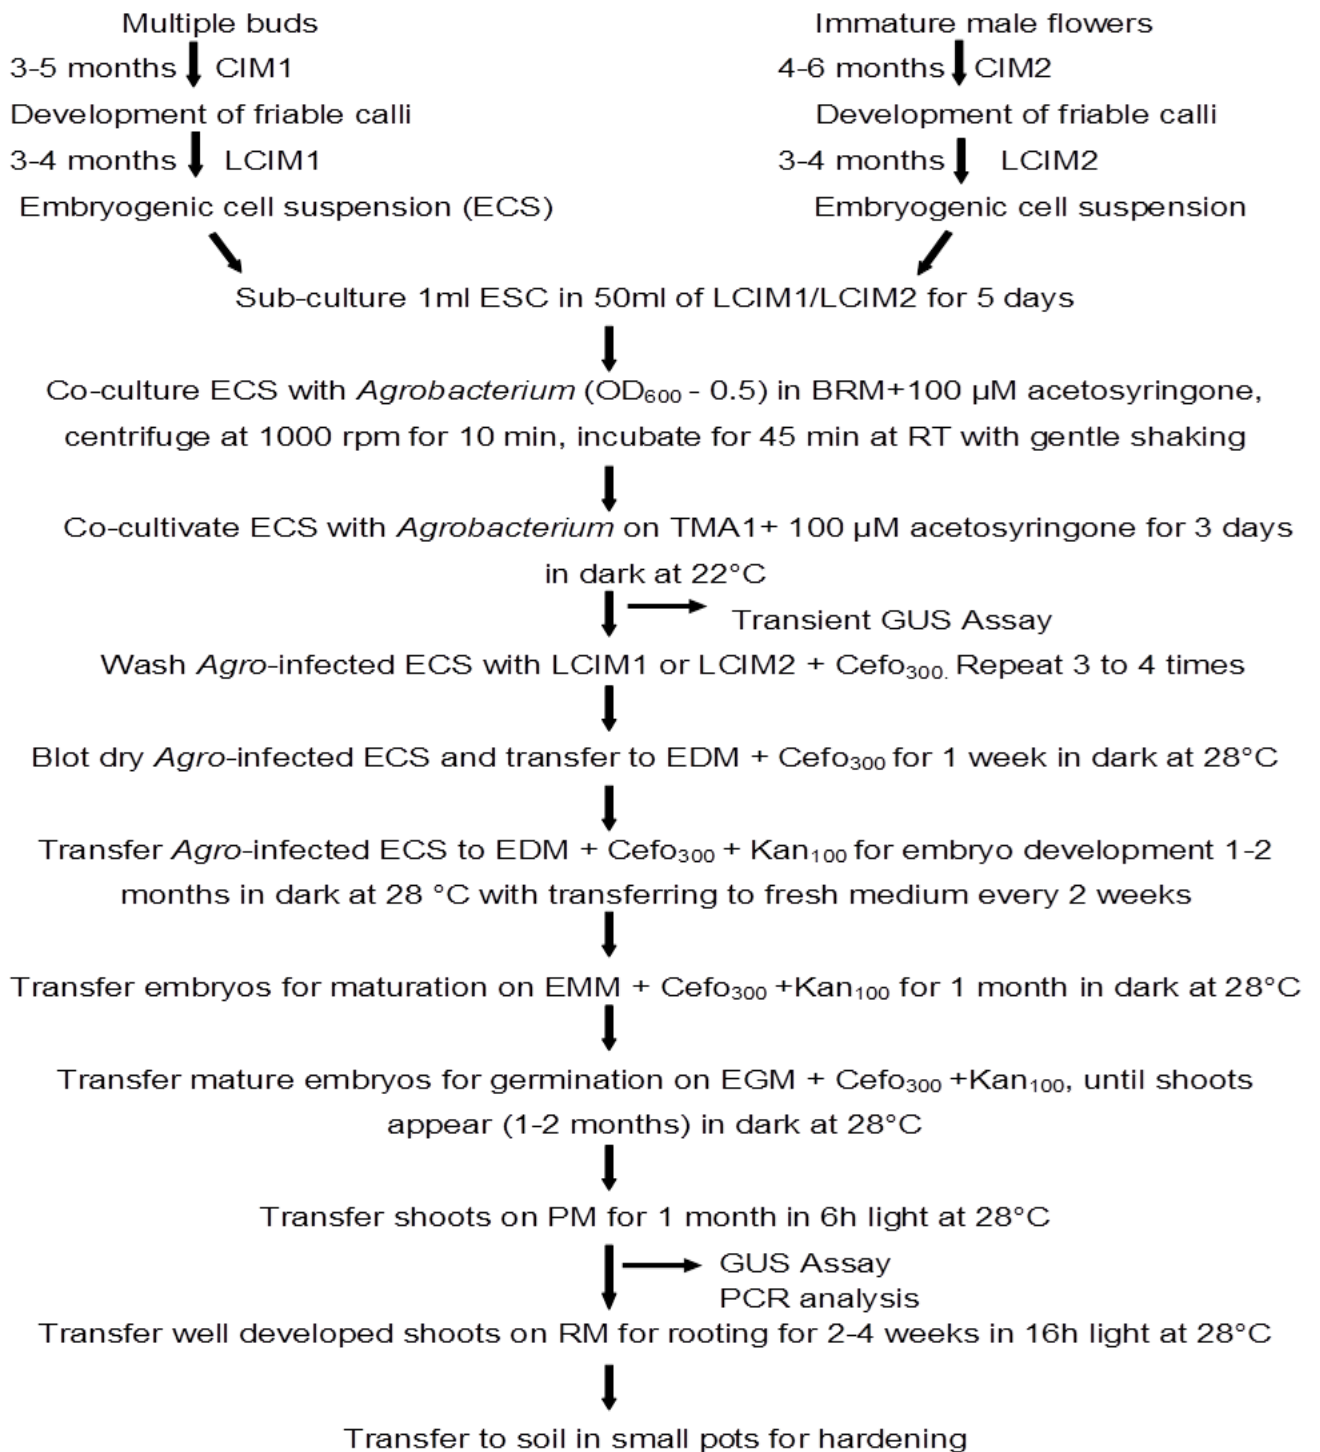 Multiple buds
3-5 months CIM1
Development of friable calli
3-4 months LCIM1
Embryogenic cell suspension (ECS)
Immature male flowers
4-6 months CIM2
Development of friable calli
3-4 months LCIM2
Embryogenic cell suspension
Sub-culture 1ml ESC in 50ml of LCIM1/LCIM2 for 5 days
Co-culture ECS with Agrobacterium (OD₆₀₀ - 0.5) in BRM+100 µM acetosyringone,
centrifuge at 1000 rpm for 10 min, incubate for 45 min at RT with gentle shaking
Co-cultivate ECS with Agrobacterium on TMA1+ 100 µM acetosyringone for 3 days
in dark at 22°C
Transient GUS Assay
Wash Agro-infected ECS with LCIM1 or LCIM2 + Cefo₃₀₀. Repeat 3 to 4 times
Blot dry Agro-infected ECS and transfer to EDM + Cefo₃₀₀ for 1 week in dark at 28°C
Transfer Agro-infected ECS to EDM + Cefo₃₀₀ + Kan₁₀₀ for embryo development 1-2
months in dark at 28 °C with transferring to fresh medium every 2 weeks
Transfer embryos for maturation on EMM + Cefo₃₀₀ +Kan₁₀₀ for 1 month in dark at 28°C
Transfer mature embryos for germination on EGM + Cefo₃₀₀ +Kan₁₀₀, until shoots
appear (1-2 months) in dark at 28°C
Transfer shoots on PM for 1 month in 6h light at 28°C
GUS Assay
PCR analysis
Transfer well developed shoots on RM for rooting for 2-4 weeks in 16h light at 28°C
Transfer to soil in small pots for hardening